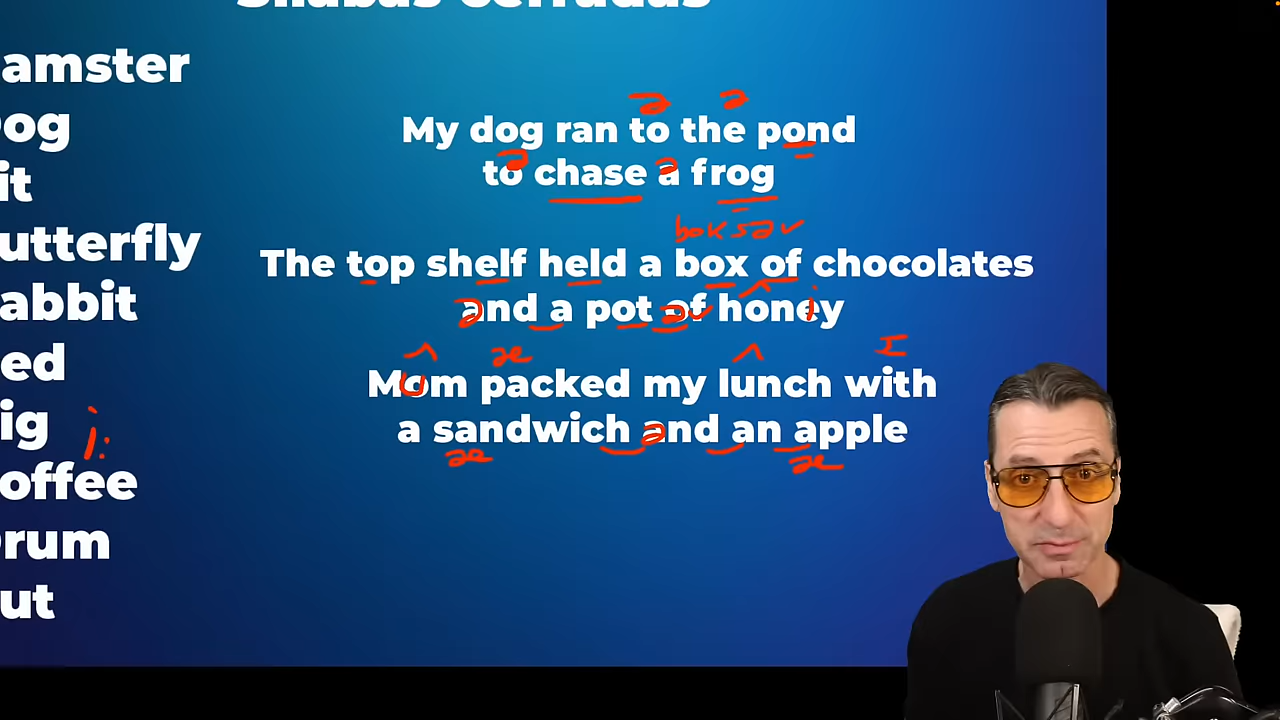 amster
og
it
utterfly
abbit
ed
ig
offee
rum
ut
My dog ran to the pond
to chase a frog
The top shelf held a box of chocolates
and a pot of honey
Mom packed my lunch with
a sandwich and an apple
ə ə
ə ə
boksəv
ə ə ʌ i
ʌ æ ʌ I
æ ə æ
i: